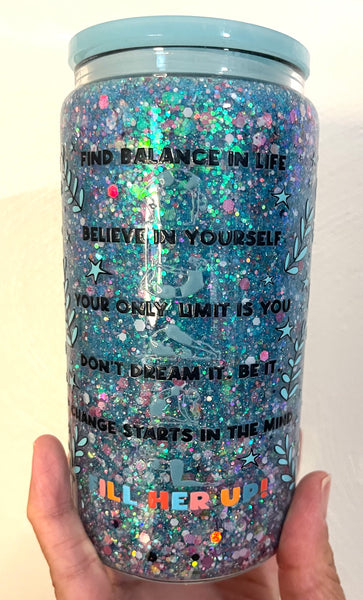 FIND BALANCE IN LIFE
BELIEVE IN YOURSELF
YOUR ONLY LIMIT IS YOU
DON'T DREAM IT. BE IT.
CHANGE STARTS IN THE MIND
FILL HER UP!